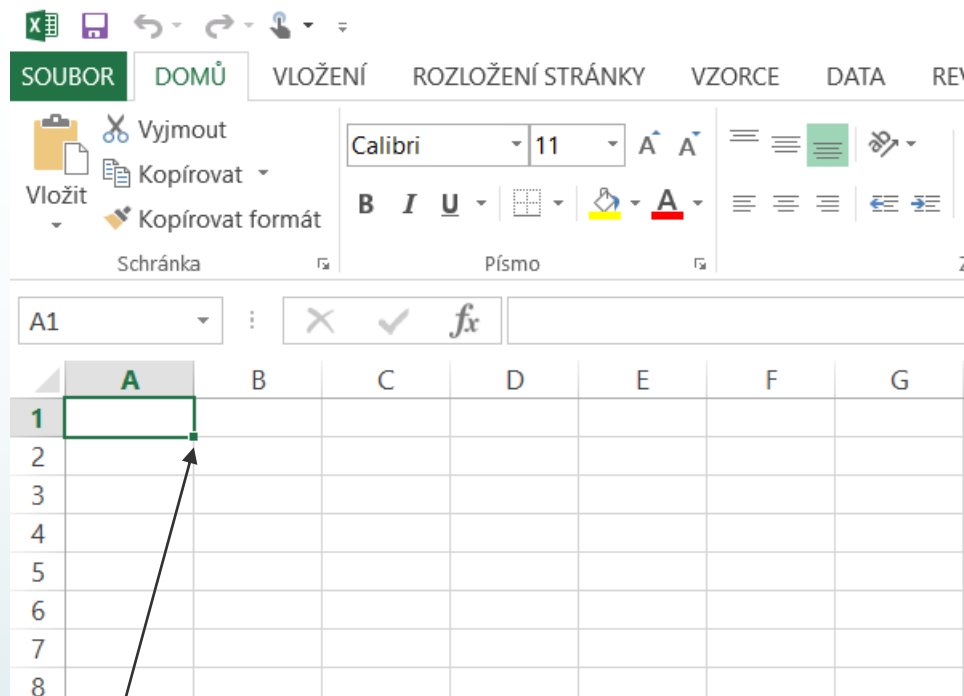 SOUBOR DOMŮ VLOŽENÍ ROZLOŽENÍ STRÁNKY VZORCE DATA
Vložit
Vyjmout
Kopírovat
Kopírovat formát
Schránka
Calibri 11
B I U A
Písmo
A1
fx
A B C D E F G
1
2
3
4
5
6
7
8